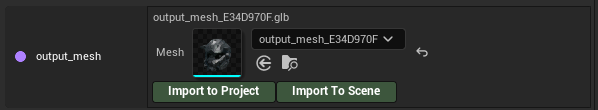 output_mesh_E34D970F.glb
output_mesh
Mesh
output_mesh_E34D970F
Import to Project
Import To Scene